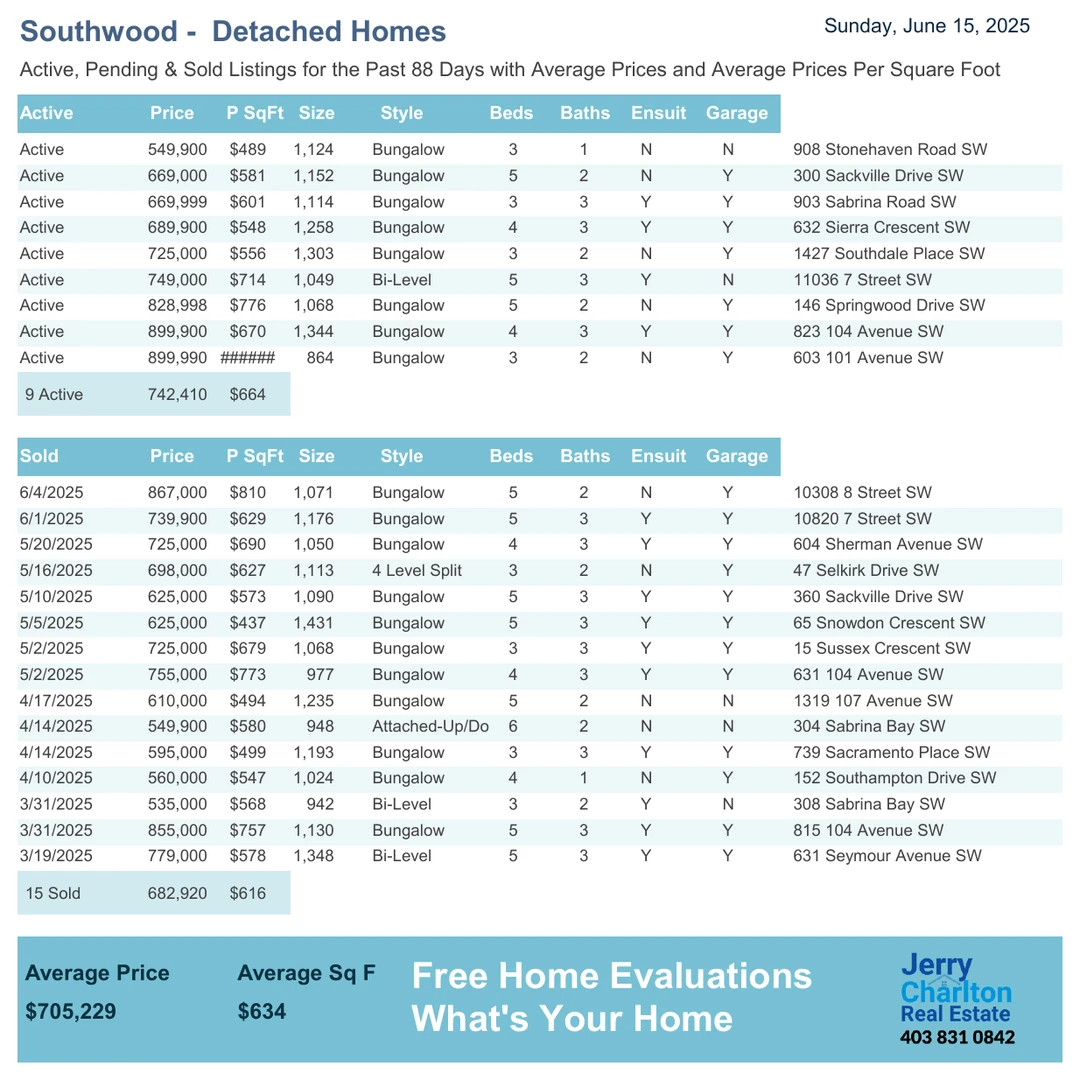 Southwood - Detached Homes
Sunday, June 15, 2025
Active, Pending & Sold Listings for the Past 88 Days with Average Prices and Average Prices Per Square Foot
Active Price P SqFt Size Style Beds Baths Ensuit Garage
Active 549,900 $489 1,124 Bungalow 3 1 N N 908 Stonehaven Road SW
Active 669,000 $581 1,152 Bungalow 5 2 N Y 300 Sackville Drive SW
Active 669,999 $601 1,114 Bungalow 3 3 Y Y 903 Sabrina Road SW
Active 689,900 $548 1,258 Bungalow 4 3 Y Y 632 Sierra Crescent SW
Active 725,000 $556 1,303 Bungalow 3 2 N Y 1427 Southdale Place SW
Active 749,000 $714 1,049 Bi-Level 5 3 Y N 11036 7 Street SW
Active 828,998 $776 1,068 Bungalow 5 2 N Y 146 Springwood Drive SW
Active 899,900 $670 1,344 Bungalow 4 3 Y Y 823 104 Avenue SW
Active 899,990 ###### 864 Bungalow 3 2 N Y 603 101 Avenue SW
9 Active 742,410 $664
Sold Price P SqFt Size Style Beds Baths Ensuit Garage
6/4/2025 867,000 $810 1,071 Bungalow 5 2 N Y 10308 8 Street SW
6/1/2025 739,900 $629 1,176 Bungalow 5 3 Y Y 10820 7 Street SW
5/20/2025 725,000 $690 1,050 Bungalow 4 3 Y Y 604 Sherman Avenue SW
5/16/2025 698,000 $627 1,113 4 Level Split 3 2 N Y 47 Selkirk Drive SW
5/10/2025 625,000 $573 1,090 Bungalow 5 3 Y Y 360 Sackville Drive SW
5/5/2025 625,000 $437 1,431 Bungalow 5 3 Y Y 65 Snowdon Crescent SW
5/2/2025 725,000 $679 1,068 Bungalow 3 3 Y Y 15 Sussex Crescent SW
5/2/2025 755,000 $773 977 Bungalow 4 3 Y Y 631 104 Avenue SW
4/17/2025 610,000 $494 1,235 Bungalow 5 2 N N 1319 107 Avenue SW
4/14/2025 549,900 $580 948 Attached-Up/Do 6 2 N N 304 Sabrina Bay SW
4/14/2025 595,000 $499 1,193 Bungalow 3 3 Y Y 739 Sacramento Place SW
4/10/2025 560,000 $547 1,024 Bungalow 4 1 N Y 152 Southampton Drive SW
3/31/2025 535,000 $568 942 Bi-Level 3 2 Y N 308 Sabrina Bay SW
3/31/2025 855,000 $757 1,130 Bungalow 5 3 Y Y 815 104 Avenue SW
3/19/2025 779,000 $578 1,348 Bi-Level 5 3 Y Y 631 Seymour Avenue SW
15 Sold 682,920 $616
Average Price Average Sq F
$705,229 $634
Free Home Evaluations
What's Your Home
Jerry
Charlton
Real Estate
403 831 0842